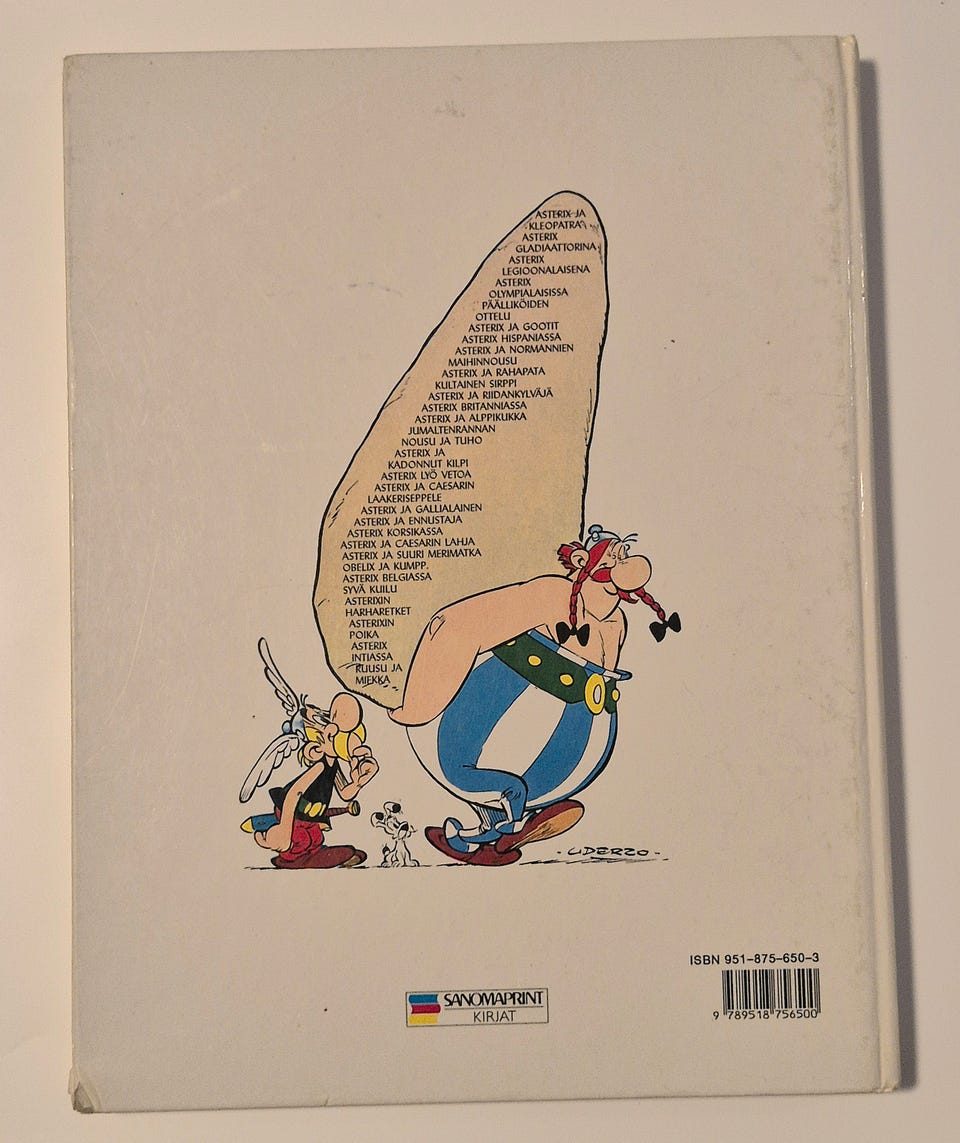 ASTERIX JA
KLEOPATRA
ASTERIX
GLADIAATTORINA
ASTERIX
LEGIOONALAISENA
ASTERIX
OLYMPIALAISISSA
PÄÄLLIKÖIDEN
OTTELU
ASTERIX JA GOOTIT
ASTERIX HISPANIASSA
ASTERIX JA NORMANNIEN
MAIHINNOUSU
ASTERIX JA RAHAPATA
KULTAINEN SIRPPI
ASTERIX JA RIIDANKYLVÄJÄ
ASTERIX BRITANNIASSA
ASTERIX JA ALPPIKUKKA
JUMALTENRANNAN
NOUSU JA TUHO
ASTERIX JA
KADONNUT KILPI
ASTERIX LYÖ VETOA
ASTERIX JA CAESARIN
LAAKERISEPPELE
ASTERIX JA GALLIALAINEN
ASTERIX JA ENNUSTAJA
ASTERIX KORSIKASSA
ASTERIX JA CAESARIN LAHJA
ASTERIX JA SUURI MERIMATKA
OBELIX JA KUMPP.
ASTERIX BELGIASSA
SYVÄ KUILU
ASTERIXIN
HARHARETKET
ASTERIXIN
POIKA
ASTERIX
INTIASSA
RUUSU JA
MIEKKA
-UDERZO-
ISBN 951-875-650-3
9 789518 756500
SANOMAPRINT
KIRJAT